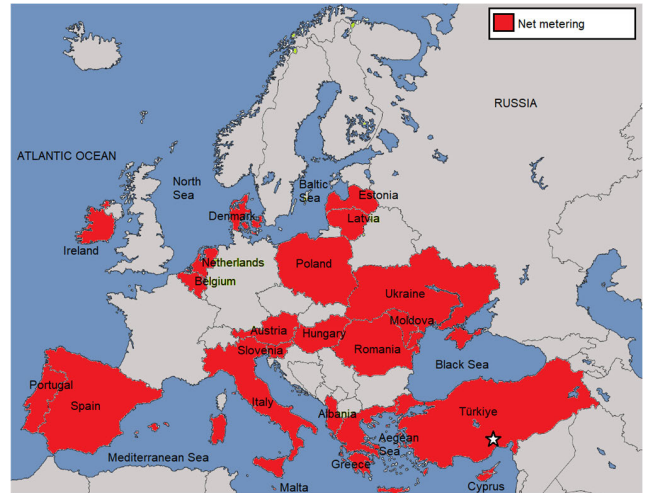 Net metering
RUSSIA
ATLANTIC OCEAN
North
Sea
Baltic
Sea
Estonia
Denmark
Latvia
Ireland
Netherlands
Poland
Belgium
Ukraine
Moldova
Austria
Hungary
Slovenia
Romania
Black Sea
Portugal
Spain
Italy
Albania
Türkiye
Aegean
Sea
Mediterranean Sea
Greece
Malta
Cyprus